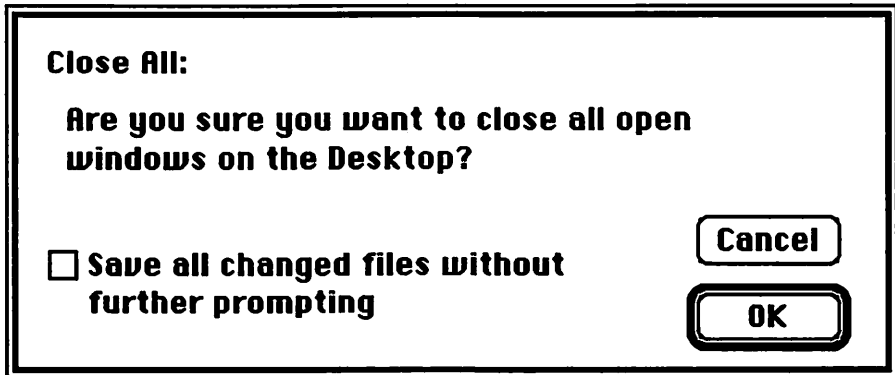 Close All:
Are you sure you want to close all open
windows on the Desktop?
Cancel
Save all changed files without
further prompting
OK